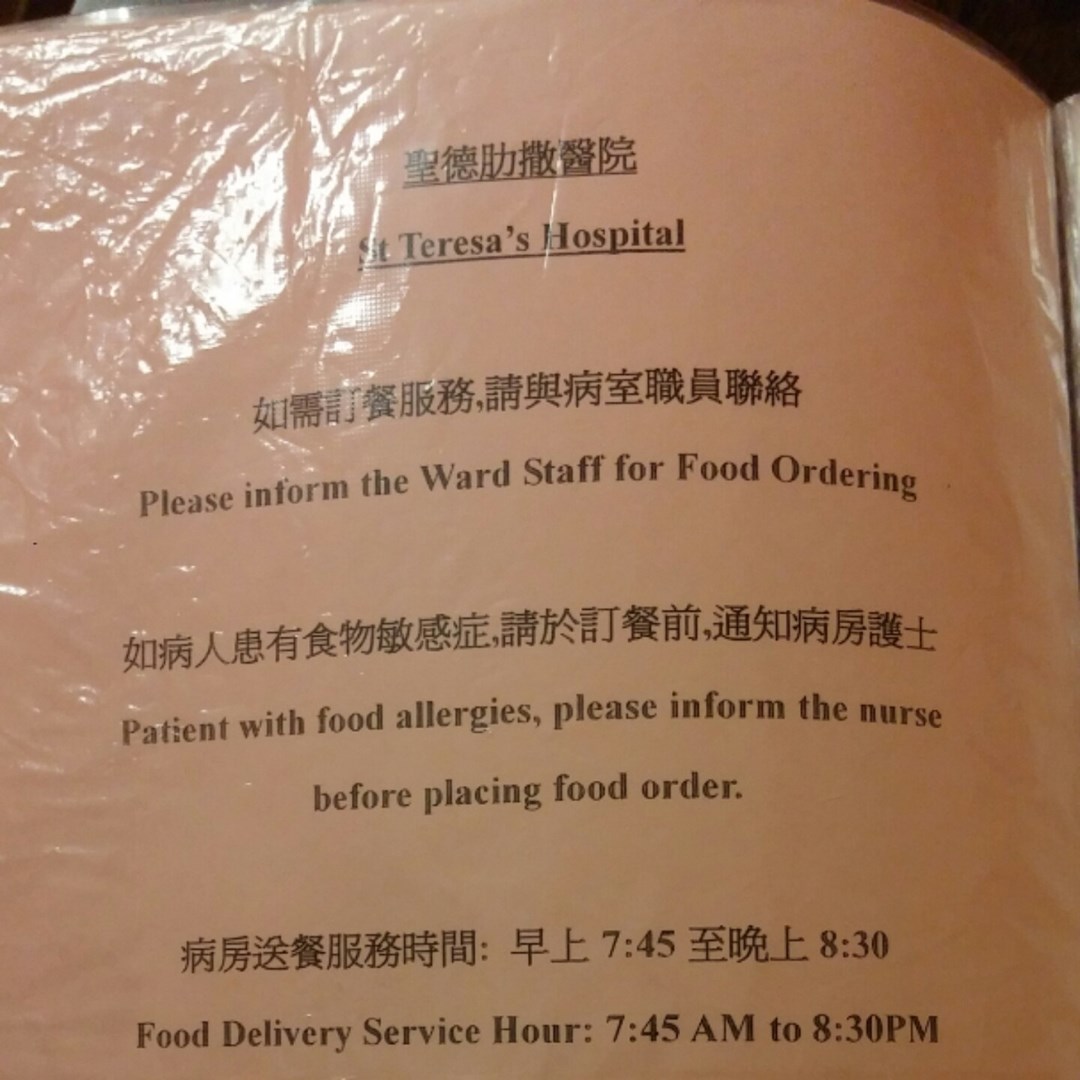 聖德肋撒醫院
St Teresa's Hospital
如需訂餐服務,請與病室職員聯絡
Please inform the Ward Staff for Food Ordering
如病人患有食物敏感症,請於訂餐前,通知病房護士
Patient with food allergies, please inform the nurse
before placing food order.
病房送餐服務時間: 早上 7:45 至晚上 8:30
Food Delivery Service Hour: 7:45 AM to 8:30PM